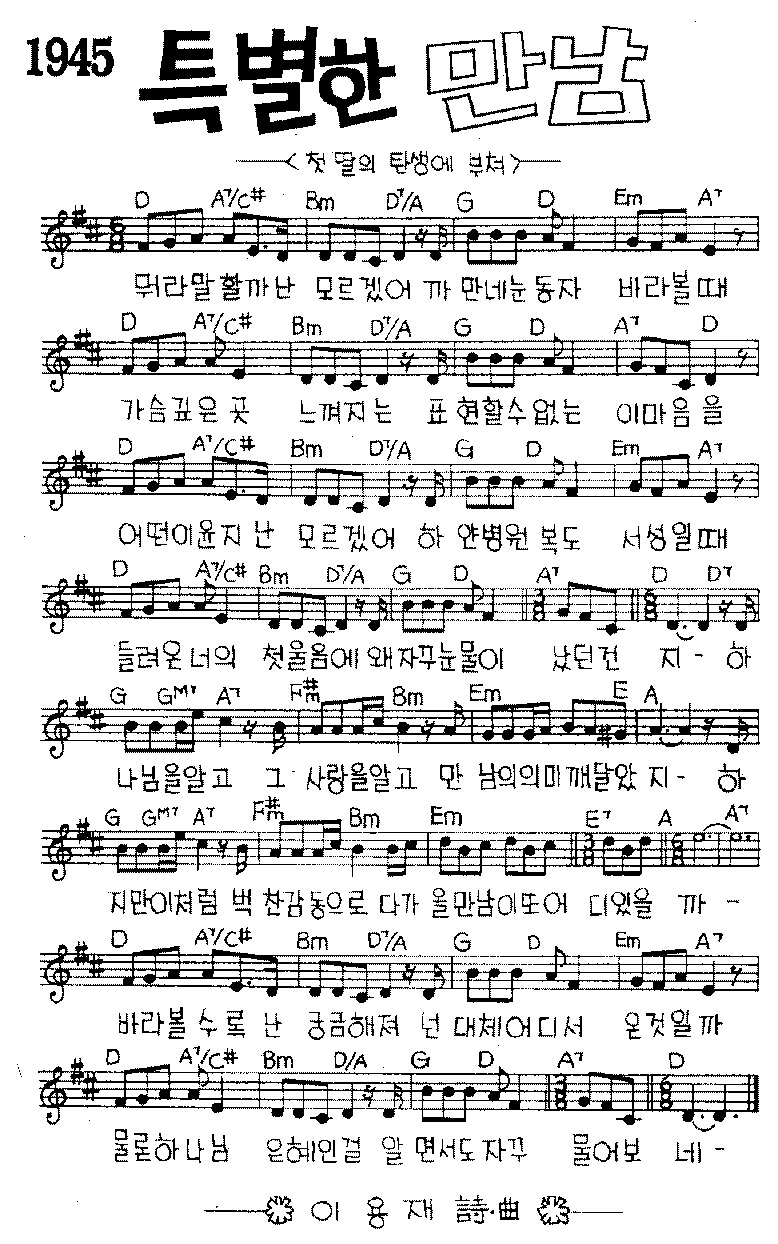 1945 특별한 만남
<첫 딸의 탄생에 부쳐>
D A7/C# Bm D7/A G D Em A7
뭐라말할까난 모르겠어 까만네눈동자 바라볼때
D A7/C# Bm D7/A G D A7 D
가슴깊은곳 느껴지는 표현할수없는 이마음을
D A7/C# Bm D7/A G D Em A7
어떤이윤지난 모르겠어 하얀병원복도 서성일때
D A7/C# Bm D7/A G D A7 D D7
들려온너의 첫울음에왜자꾸눈물이 났던건 지-하
G GM7 A7 F#m Bm Em E A
나님을알고 그 사랑을알고 만남의의미깨달았지-하
G GM7 A7 F#m Bm Em E7 A A7
지만이처럼 벅찬감동으로 다가올만남이또어 디있을 까-
D A7/C# Bm D7/A G D Em A7
바라볼수록난 궁금해져 넌 대체어디서 온것일까
D A7/C# Bm D/A G D A7 D
물론하나님 은혜인걸 알면서도자꾸 물어보 네-
이 용 재 詩·曲